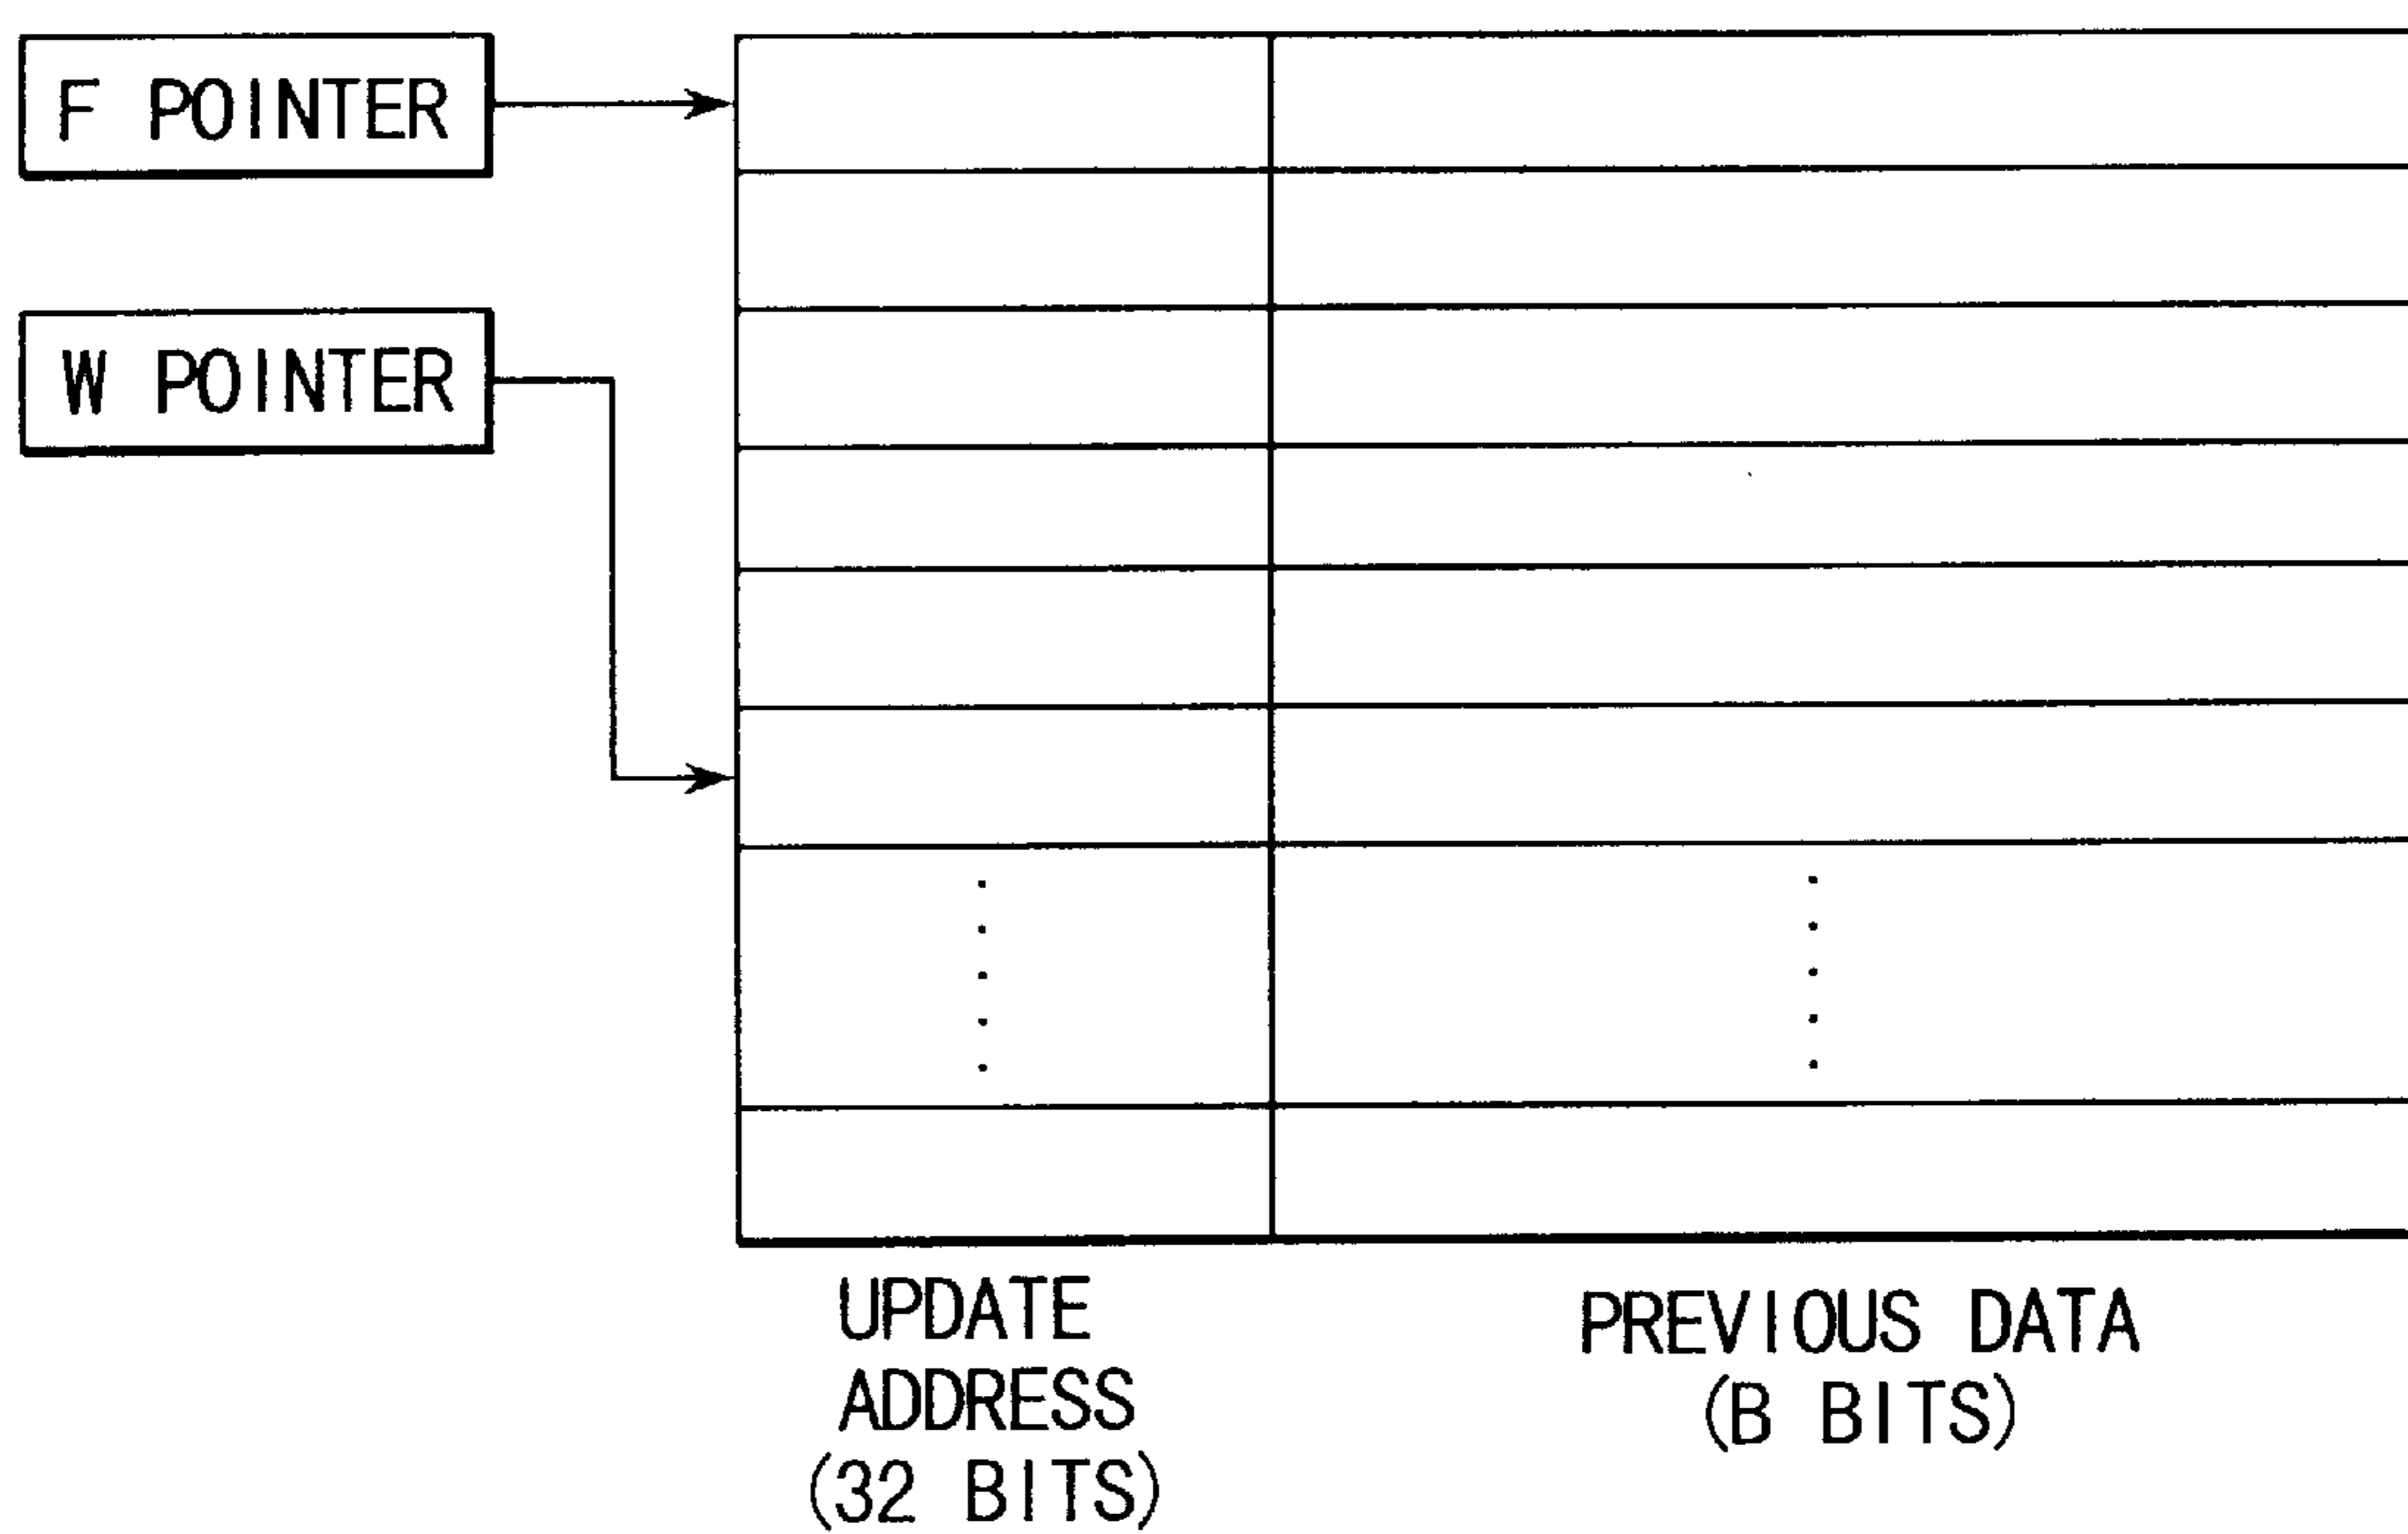 F POINTER
W POINTER
UPDATE
ADDRESS
(32 BITS)
PREVIOUS DATA
(B BITS)